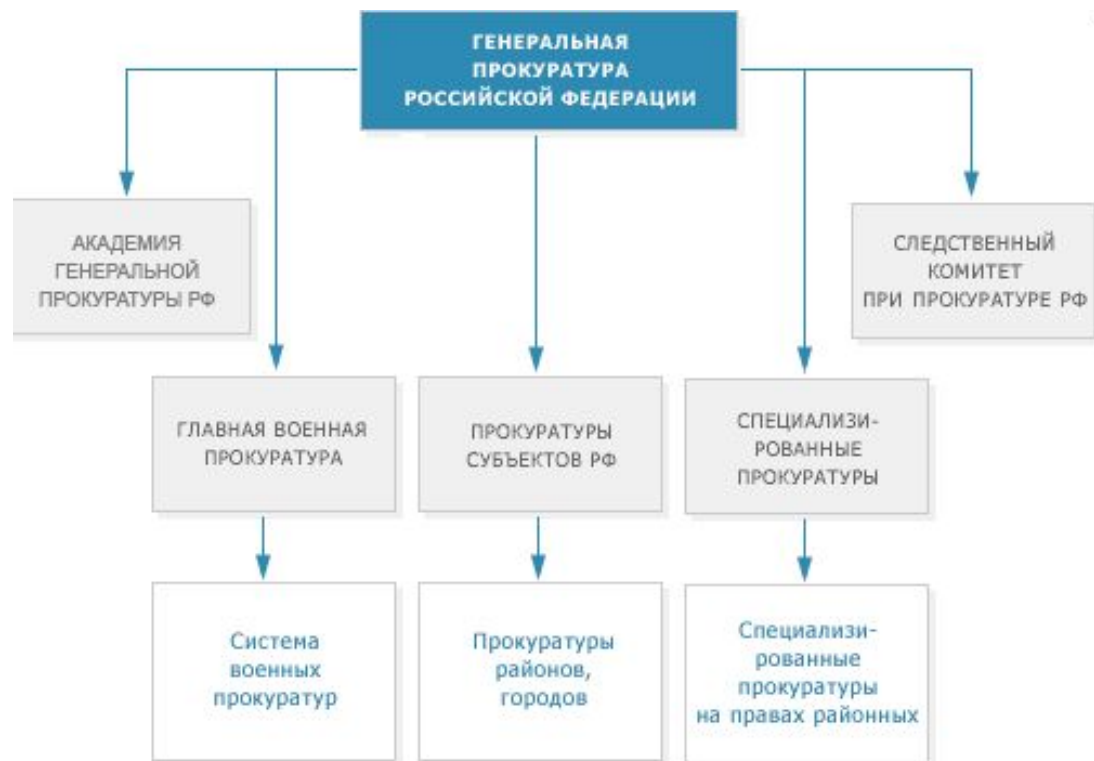 ГЕНЕРАЛЬНАЯ
ПРОКУРАТУРА
РОССИЙСКОЙ ФЕДЕРАЦИИ
АКАДЕМИЯ
ГЕНЕРАЛЬНОЙ
ПРОКУРАТУРЫ РФ
СЛЕДСТВЕННЫЙ
КОМИТЕТ
ПРИ ПРОКУРАТУРЕ РФ
ГЛАВНАЯ ВОЕННАЯ
ПРОКУРАТУРА
ПРОКУРАТУРЫ
СУБЪЕКТОВ РФ
СПЕЦИАЛИЗИ-
РОВАННЫЕ
ПРОКУРАТУРЫ
Система
военных
прокуратур
Прокуратуры
районов,
городов
Специализи-
рованные
прокуратуры
на правах районных